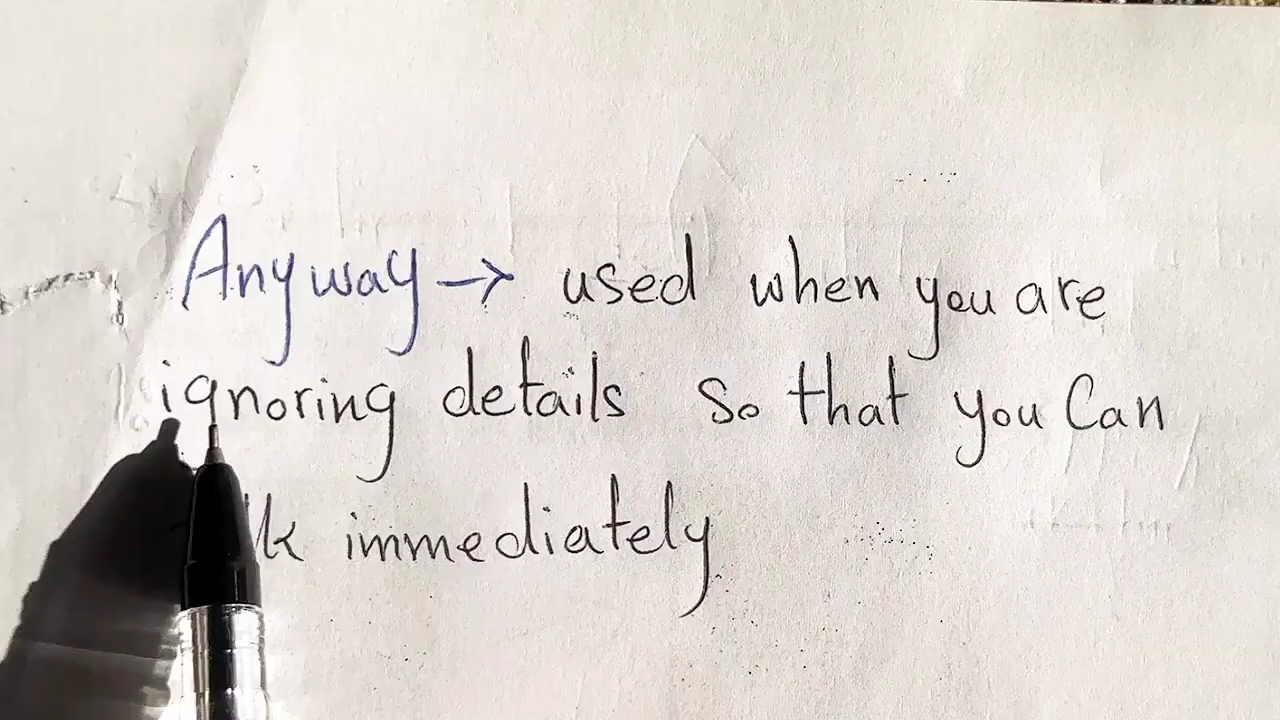 Anyway → used when you are
ignoring details so that you Can
immediately